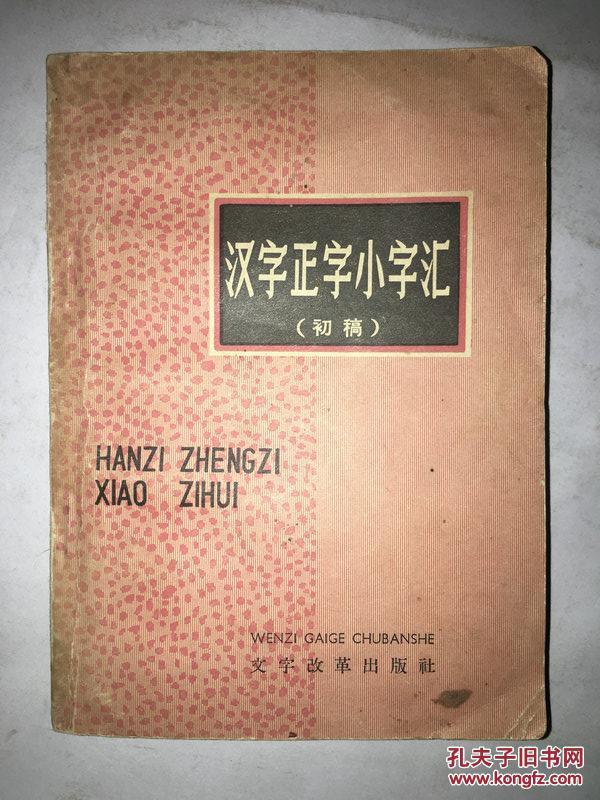 汉字正字小字汇
（初稿）
HANZI ZHENGZI
XIAO ZIHUI
WENZI GAIGE CHUBANSHE
文字改革出版社
孔夫子旧书网
www.kongfz.com